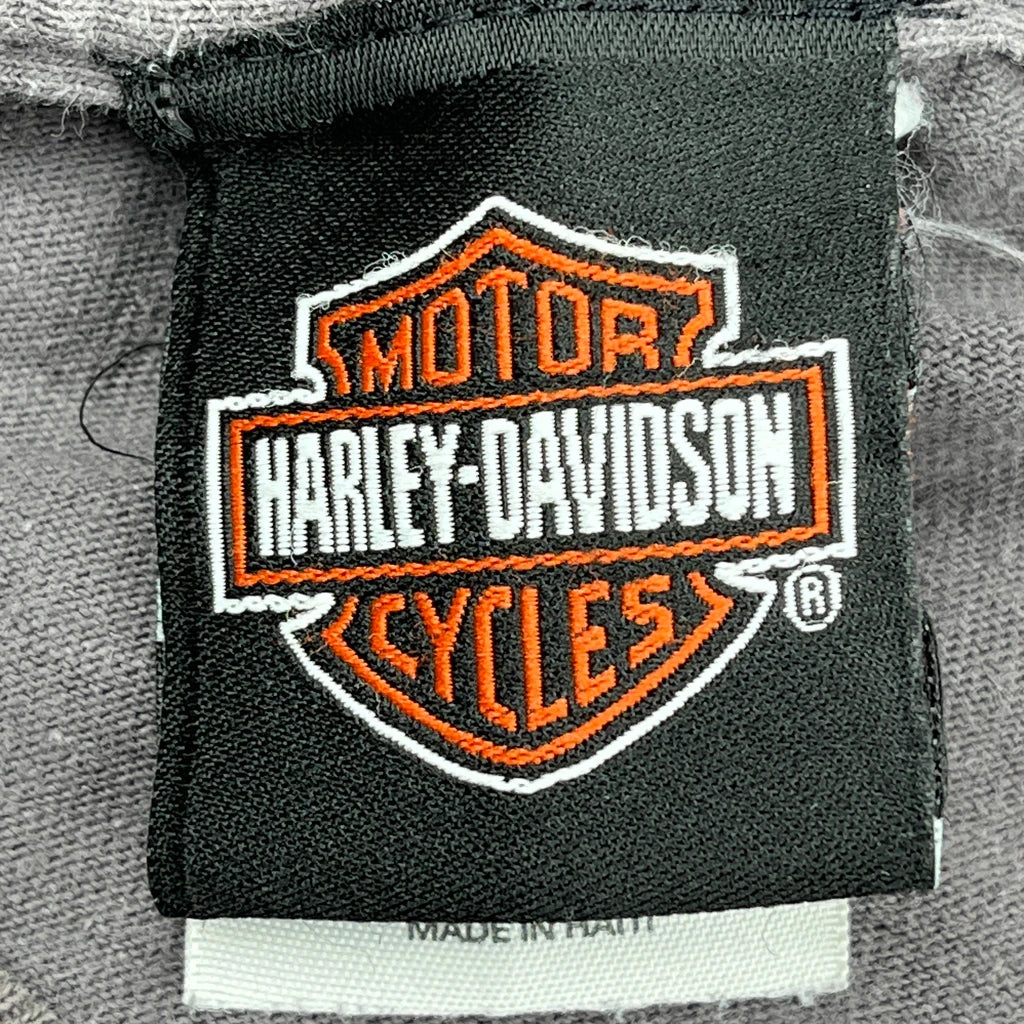 MOTOR
HARLEY-DAVIDSON
CYCLES
®
MADE IN HAITI